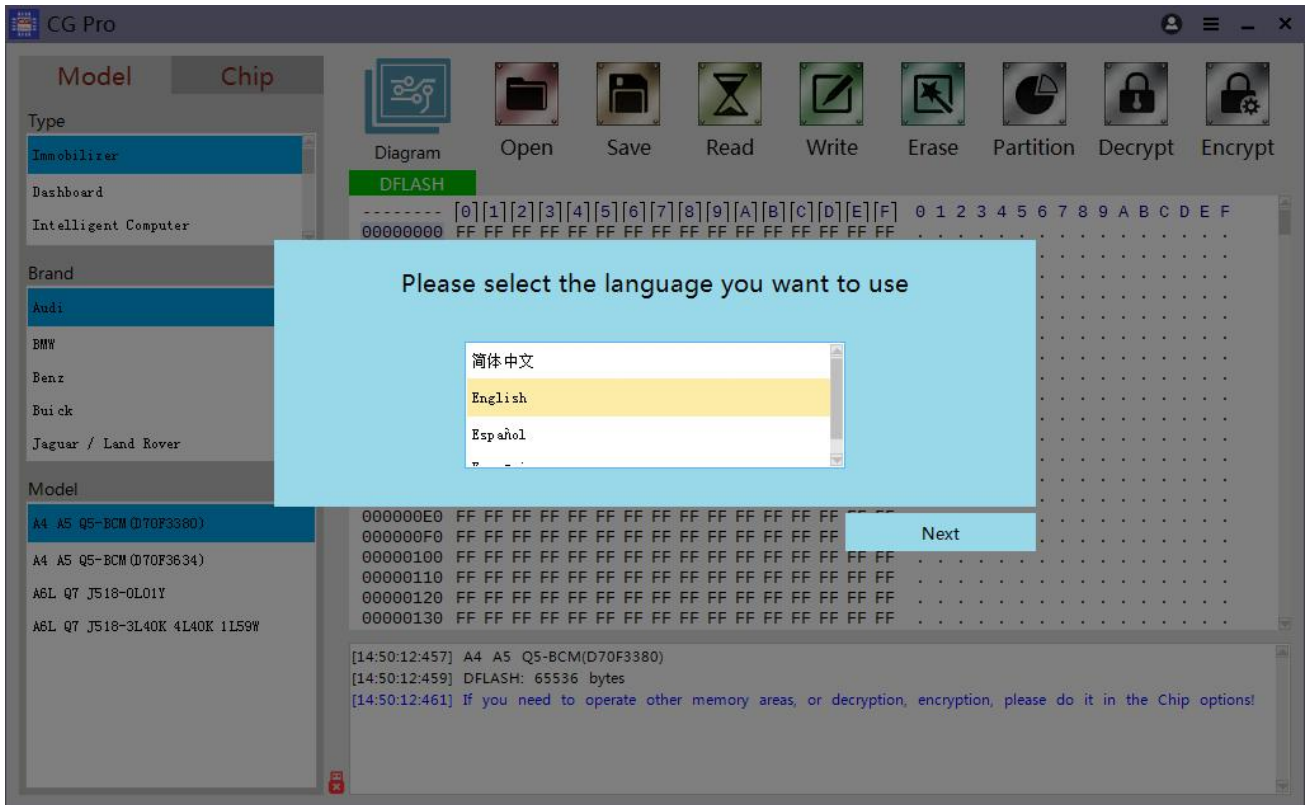 CG Pro
Model Chip
Type
Immobilizer
Dashboard
Intelligent Computer
Brand
Audi
BMW
Benz
Buick
Jaguar / Land Rover
Model
A4 A5 Q5-BCM(D70F3380)
A4 A5 Q5-BCM(D70F3634)
A6L Q7 J518-0L01Y
A6L Q7 J518-3L40K 4L40K 1L59W
Diagram Open Save Read Write Erase Partition Decrypt Encrypt
DFLASH
-------- [0][1][2][3][4][5][6][7][8][9][A][B][C][D][E][F] 0 1 2 3 4 5 6 7 8 9 A B C D E F
00000000 FF FF FF FF FF FF FF FF FF FF FF FF FF FF FF FF . . . . . . . . . . . . . . . .
Please select the language you want to use
简体中文
English
Español
Next
000000E0 FF FF FF FF FF FF FF FF FF FF FF FF FF FF
000000F0 FF FF FF FF FF FF FF FF FF FF FF FF FF FF
00000100 FF FF FF FF FF FF FF FF FF FF FF FF FF FF FF FF . . . . . . . . . . . . . . . .
00000110 FF FF FF FF FF FF FF FF FF FF FF FF FF FF FF FF . . . . . . . . . . . . . . . .
00000120 FF FF FF FF FF FF FF FF FF FF FF FF FF FF FF FF . . . . . . . . . . . . . . . .
00000130 FF FF FF FF FF FF FF FF FF FF FF FF FF FF FF FF . . . . . . . . . . . . . . . .
[14:50:12:457] A4 A5 Q5-BCM(D70F3380)
[14:50:12:459] DFLASH: 65536 bytes
[14:50:12:461] If you need to operate other memory areas, or decryption, encryption, please do it in the Chip options!